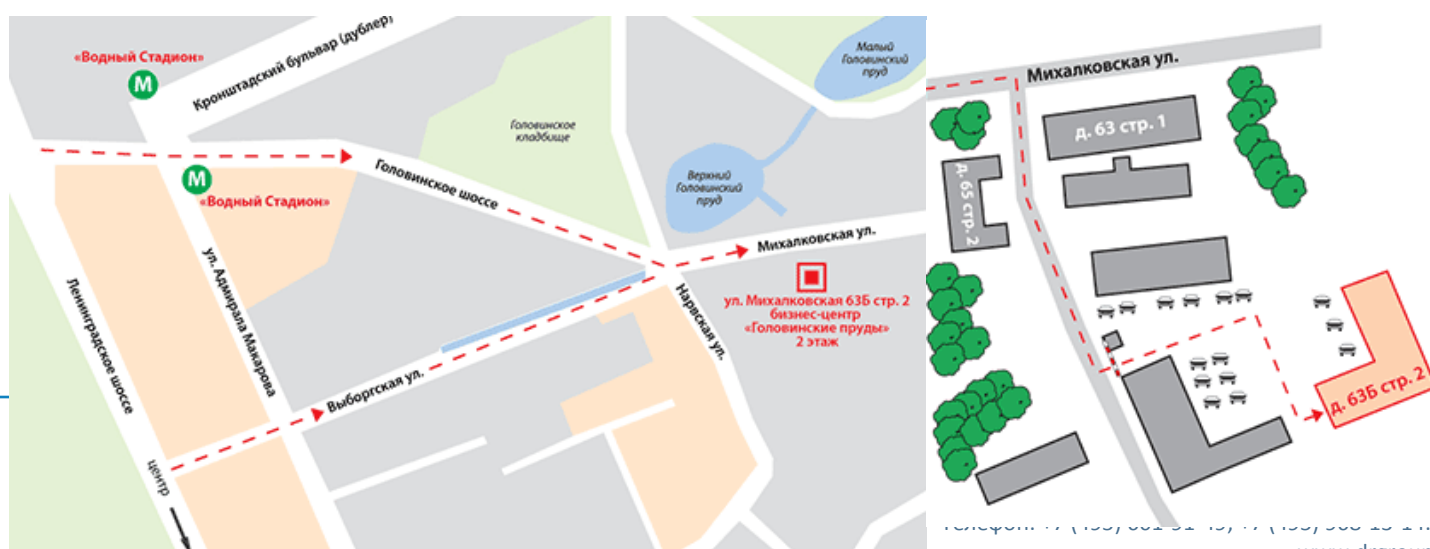 «Водный Стадион»
М
Кронштадский бульвар (дублер)
Малый
Головинский
пруд
Головинское
кладбище
М
«Водный Стадион»
Головинское шоссе
Верхний
Головинский
пруд
Михалковская ул.
ул. Михалковская 63Б стр. 2
бизнес-центр
«Головинские пруды»
2 этаж
Ленинградское шоссе
ул. Адмирала Макарова
Нарвская ул.
Выборгская ул.
центр
Михалковская ул.
д. 63 стр. 1
д. 65 стр. 2
д. 63Б стр. 2